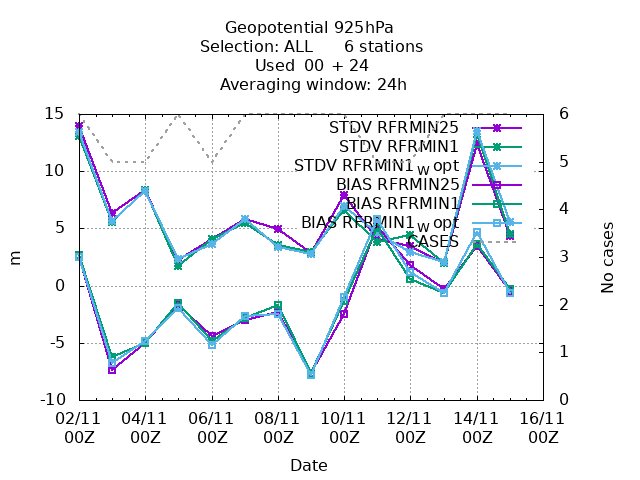 Geopotential 925hPa
Selection: ALL 6 stations
Used 00 + 24
Averaging window: 24h
15
10
5
0
-5
-10
m
6
5
4
3
2
1
0
No cases
STDV RFRMIN25
STDV RFRMIN1
STDV RFRMIN1_w opt
BIAS RFRMIN25
BIAS RFRMIN1
BIAS RFRMIN1_w opt
CASES
02/11 04/11 06/11 08/11 10/11 12/11 14/11 16/11
00Z 00Z 00Z 00Z 00Z 00Z 00Z 00Z
Date